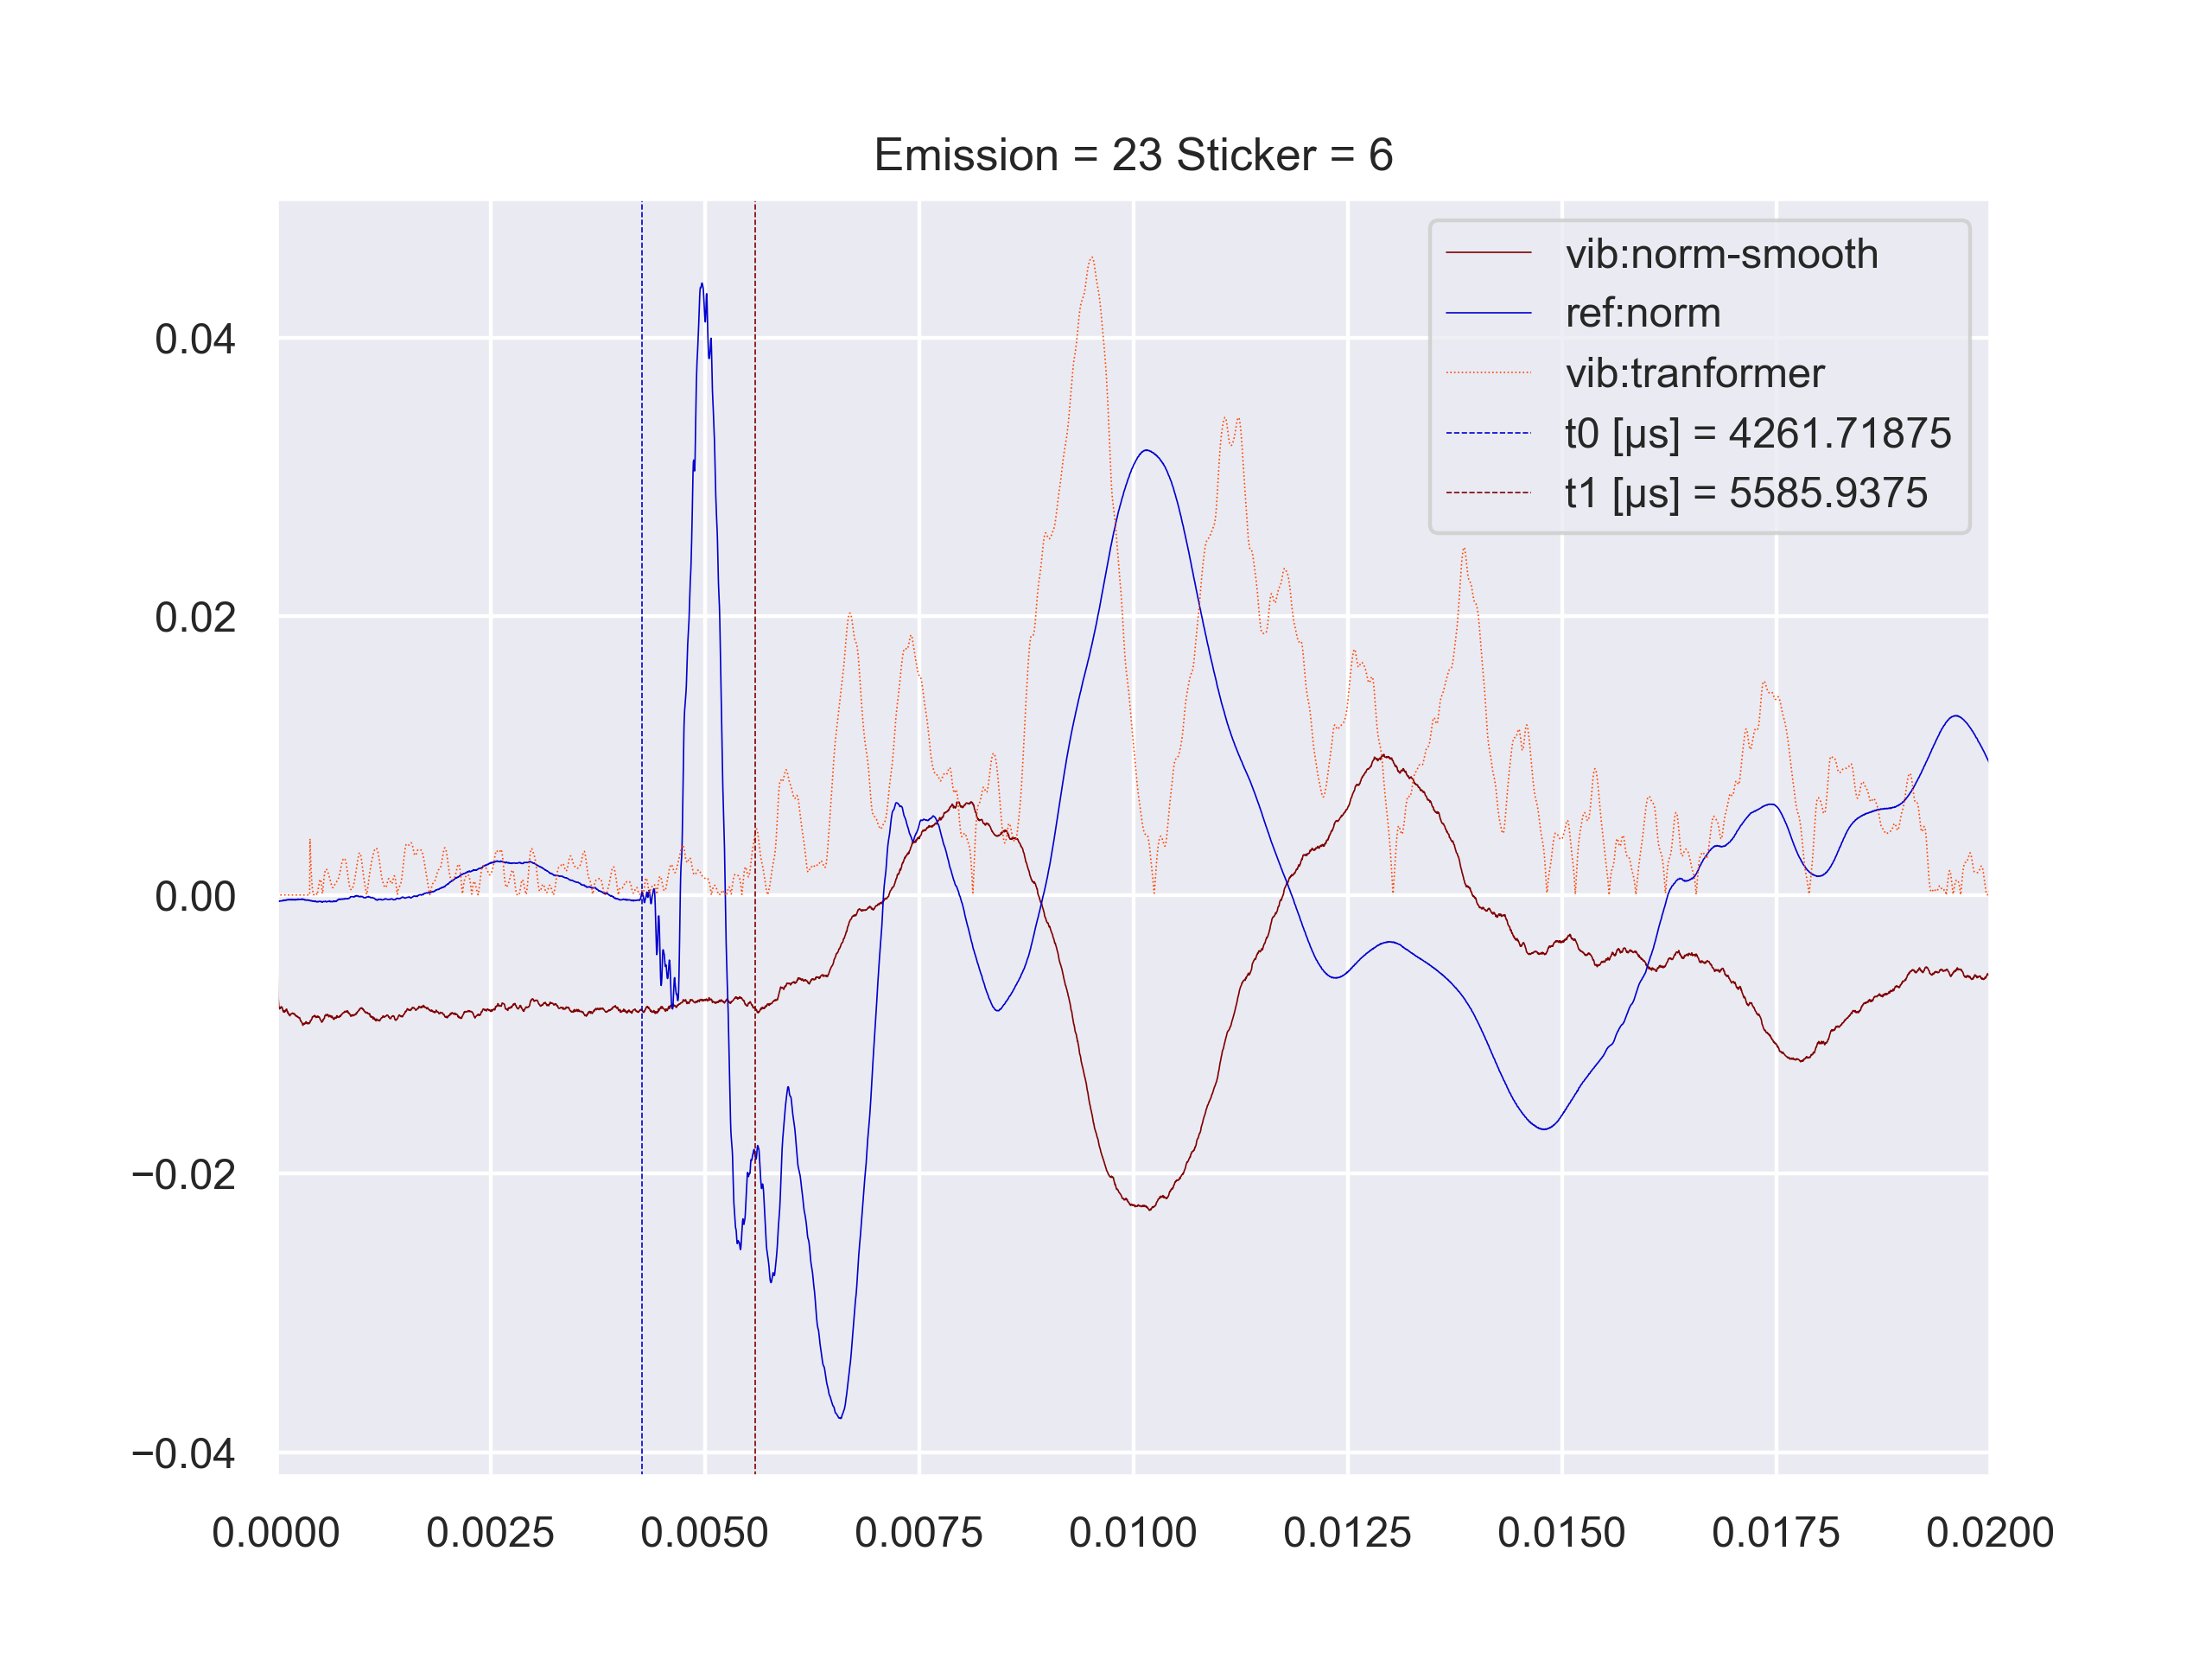 Emission = 23 Sticker = 6
vib:norm-smooth
ref:norm
vib:tranformer
t0 [µs] = 4261.71875
t1 [µs] = 5585.9375
0.04
0.02
0.00
−0.02
−0.04
0.0000 0.0025 0.0050 0.0075 0.0100 0.0125 0.0150 0.0175 0.0200